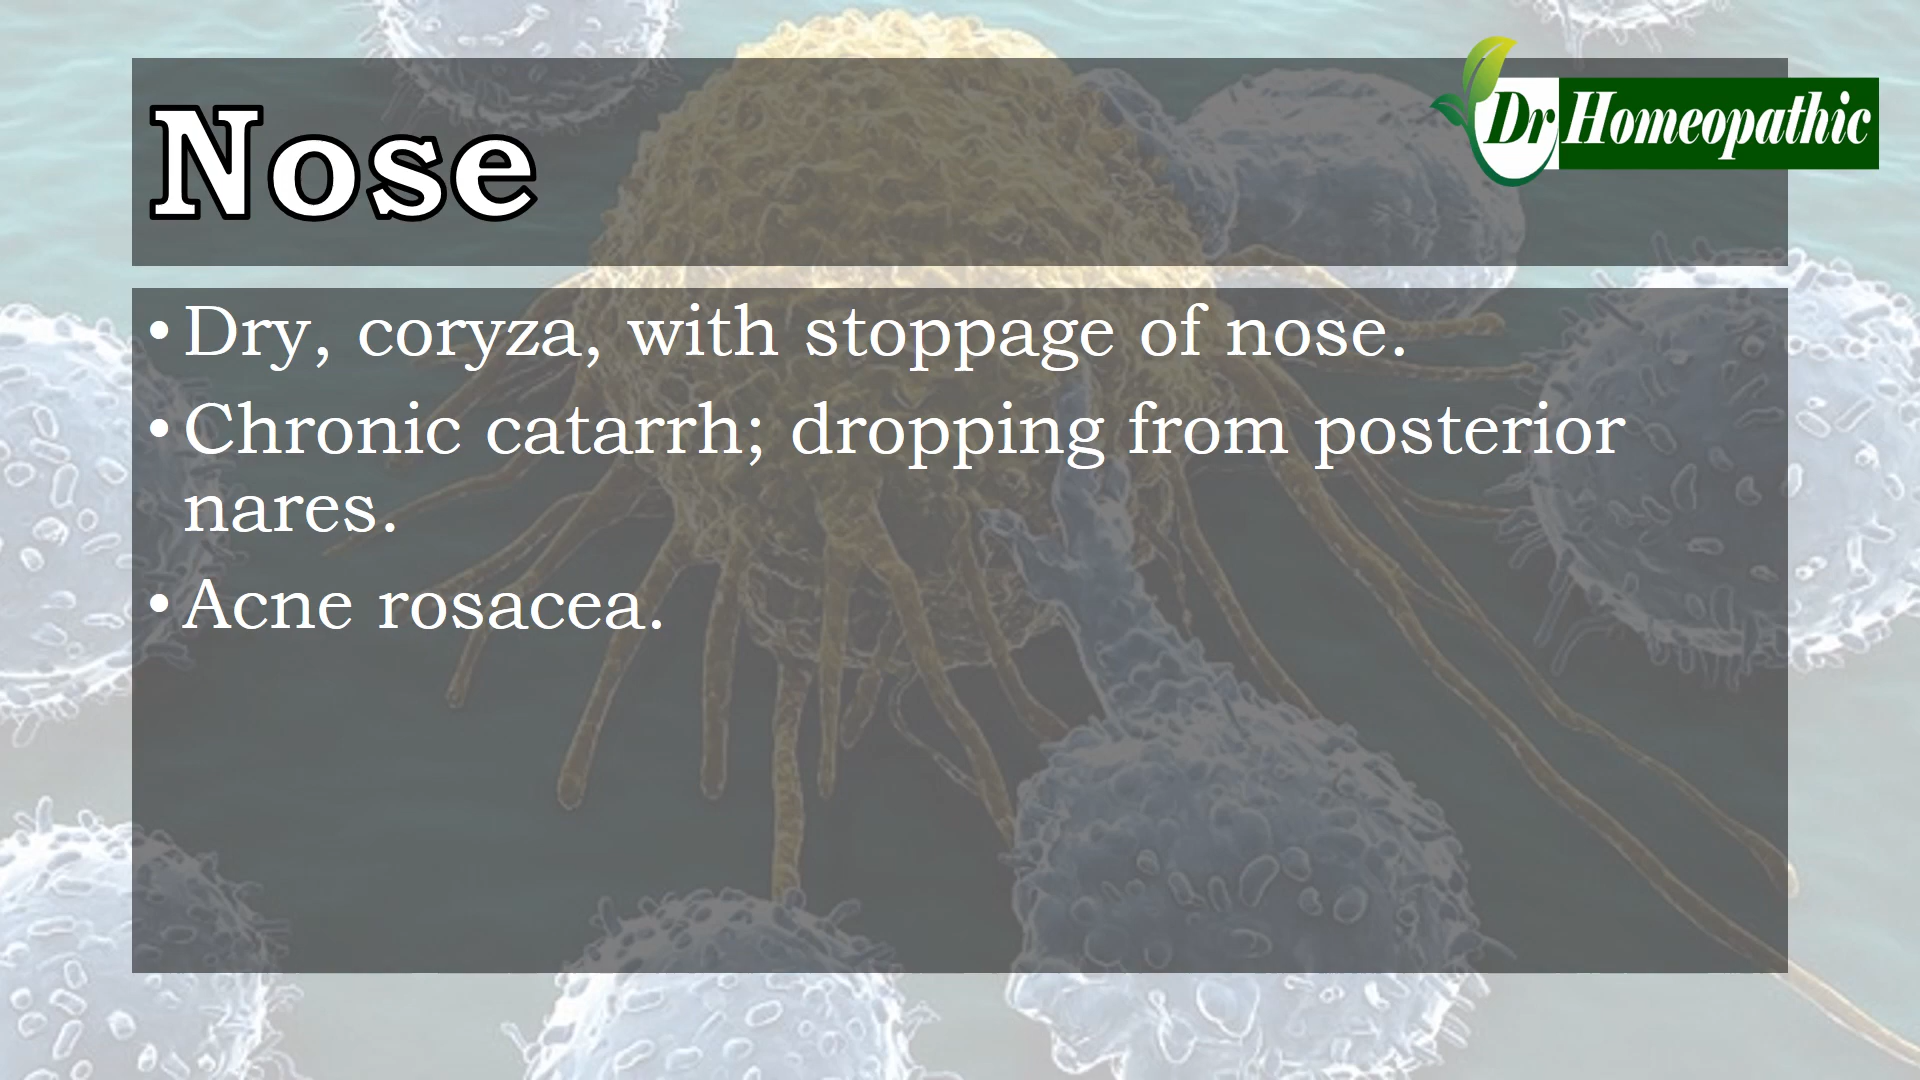 Nose
Dr Homeopathic
• Dry, coryza, with stoppage of nose.
• Chronic catarrh; dropping from posterior
nares.
• Acne rosacea.